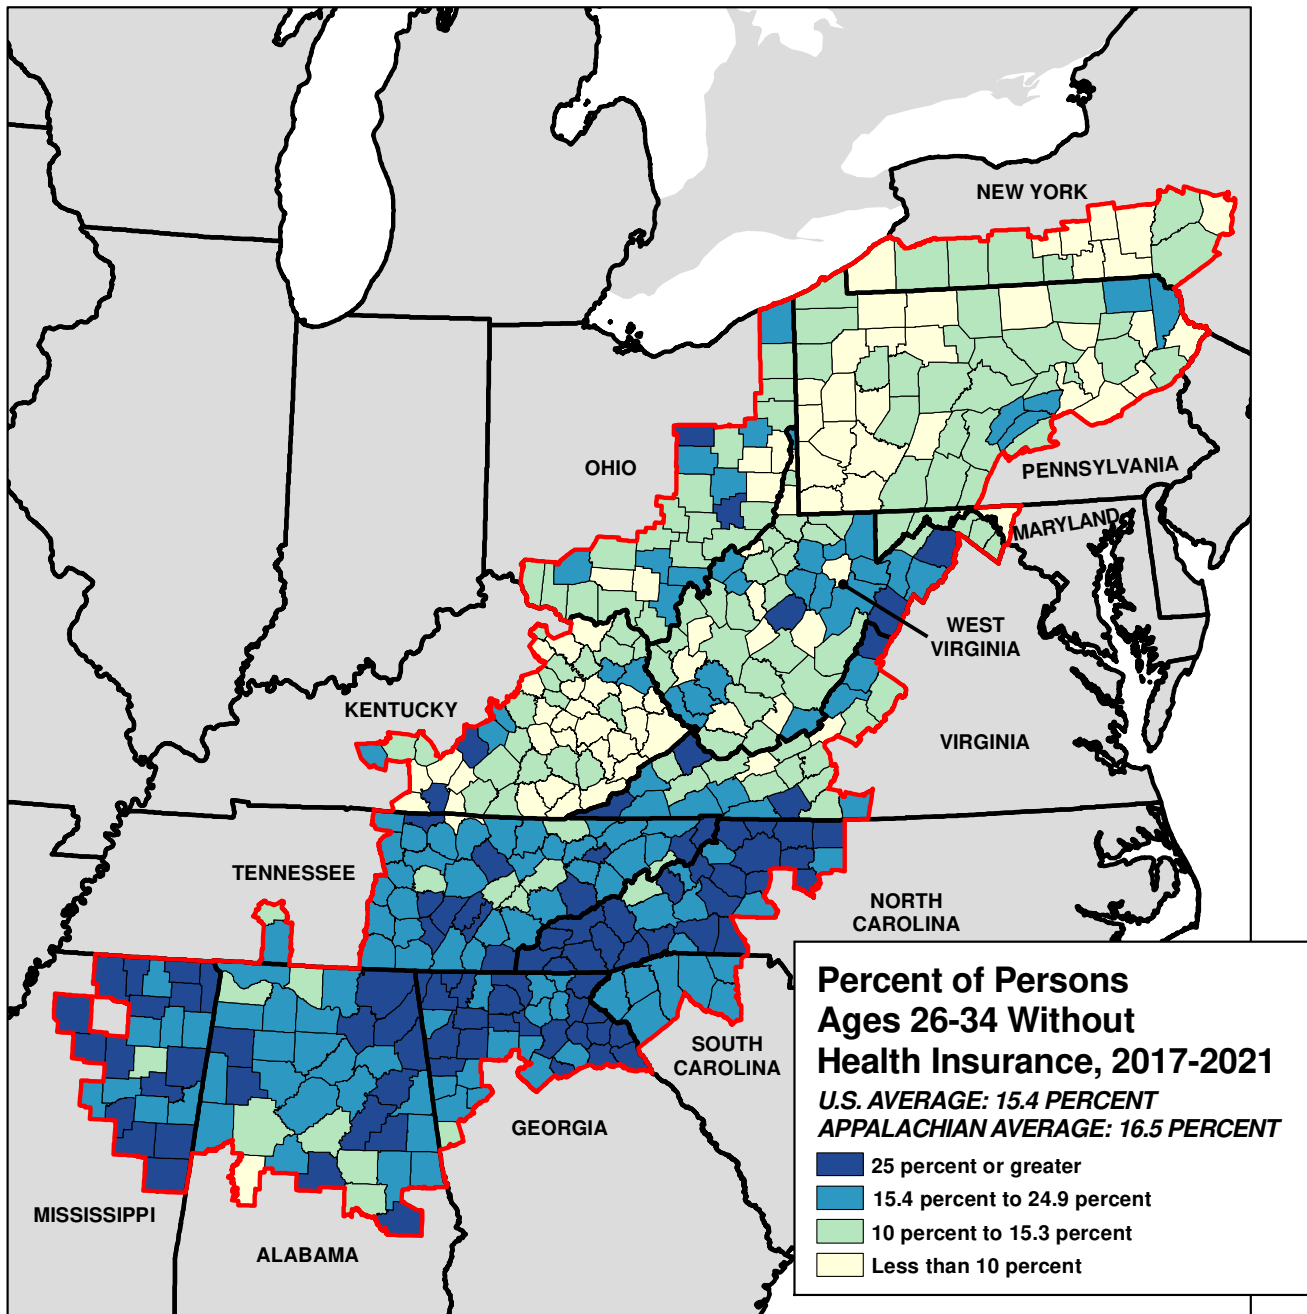 NEW YORK
OHIO
PENNSYLVANIA
MARYLAND
WEST
VIRGINIA
KENTUCKY
VIRGINIA
TENNESSEE
NORTH
CAROLINA
SOUTH
CAROLINA
GEORGIA
MISSISSIPPI
ALABAMA
Percent of Persons
Ages 26-34 Without
Health Insurance, 2017-2021
U.S. AVERAGE: 15.4 PERCENT
APPALACHIAN AVERAGE: 16.5 PERCENT
25 percent or greater
15.4 percent to 24.9 percent
10 percent to 15.3 percent
Less than 10 percent